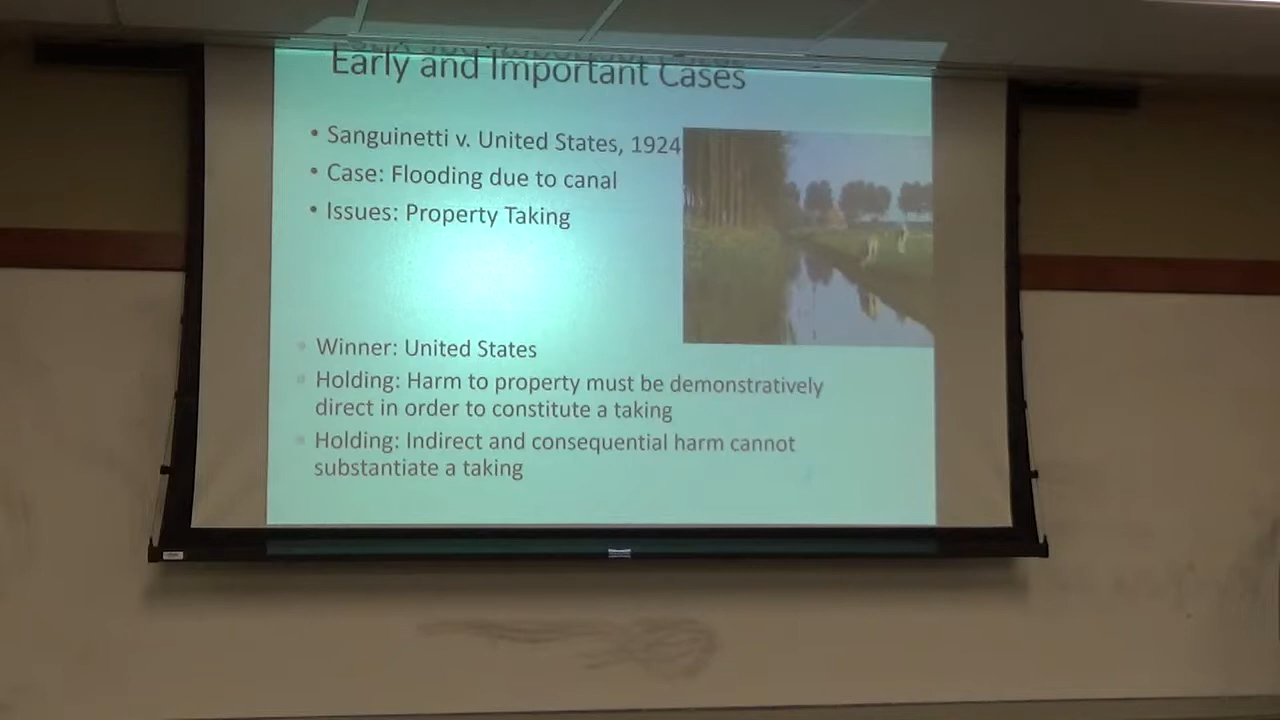 Early and Important Cases
• Sanguinetti v. United States, 1924
• Case: Flooding due to canal
• Issues: Property Taking
Winner: United States
Holding: Harm to property must be demonstratively
direct in order to constitute a taking
Holding: Indirect and consequential harm cannot
substantiate a taking